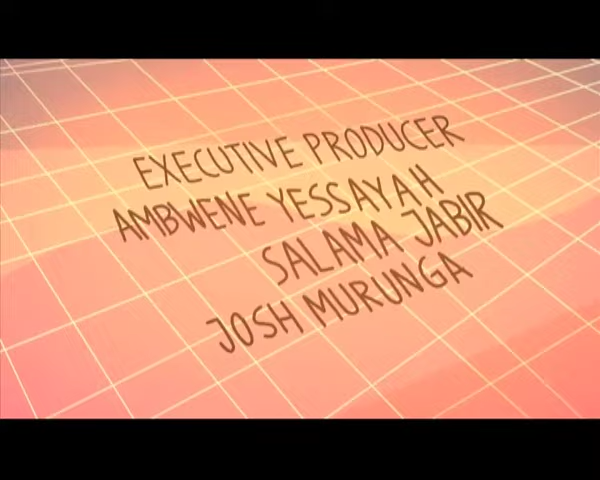 EXECUTIVE PRODUCER
AMBWENE YESSAYAH
SALAMA JABIR
JOSH MURUNGA